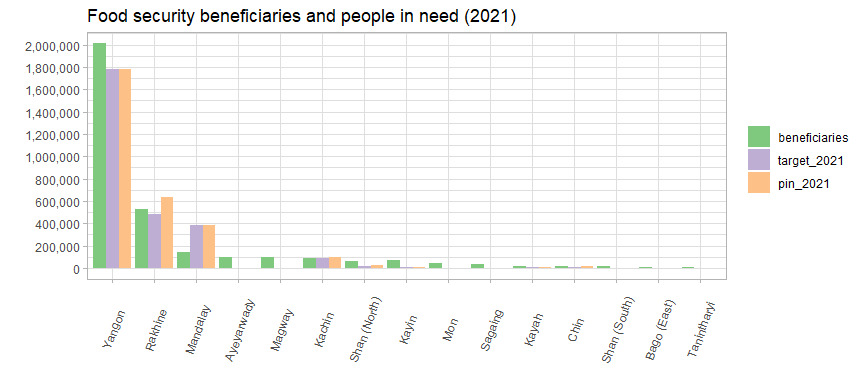 Food security beneficiaries and people in need (2021)
2,000,000
1,800,000
1,600,000
1,400,000
1,200,000
1,000,000
800,000
600,000
400,000
200,000
0
Yangon
Rakhine
Mandalay
Ayeyarwady
Magway
Kachin
Shan (North)
Kayin
Mon
Sagaing
Kayah
Chin
Shan (South)
Bago (East)
Tanintharyi
beneficiaries
target_2021
pin_2021